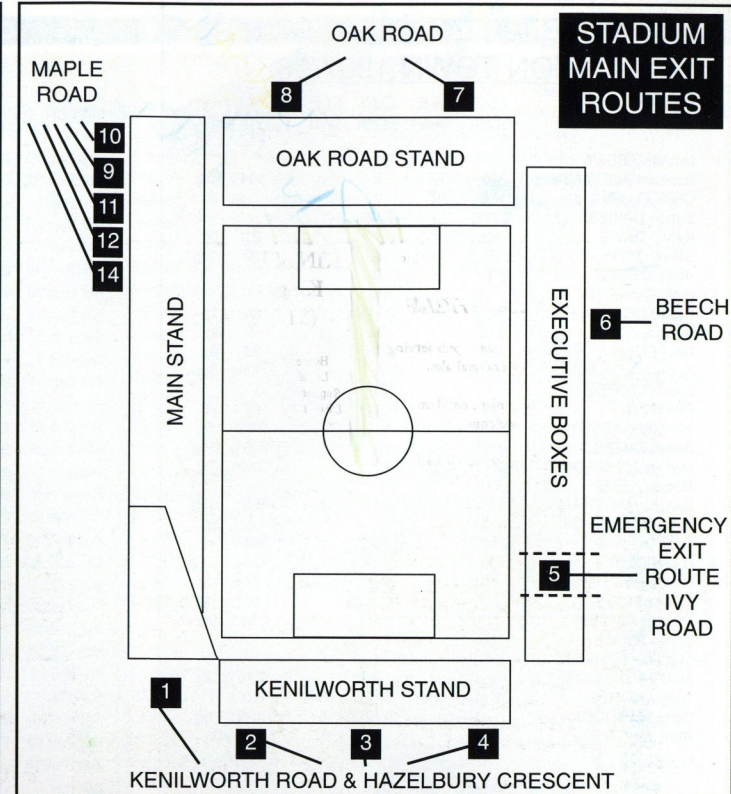 STADIUM
MAIN EXIT
ROUTES
OAK ROAD
MAPLE
ROAD
8
7
10
9
11
12
14
OAK ROAD STAND
MAIN STAND
EXECUTIVE BOXES
6
BEECH
ROAD
5
EMERGENCY
EXIT
ROUTE
IVY
ROAD
1
KENILWORTH STAND
2
3
4
KENILWORTH ROAD & HAZELBURY CRESCENT